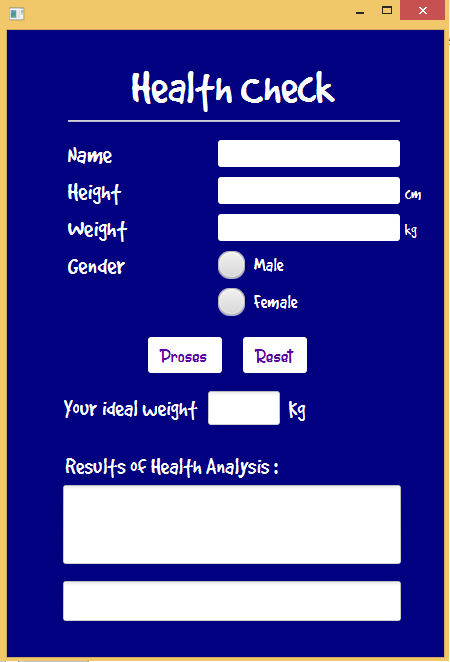 Health Check
Name
Height cm
Weight kg
Gender Male
Female
Proses Reset
Your ideal weight Kg
Results of Health Analysis :